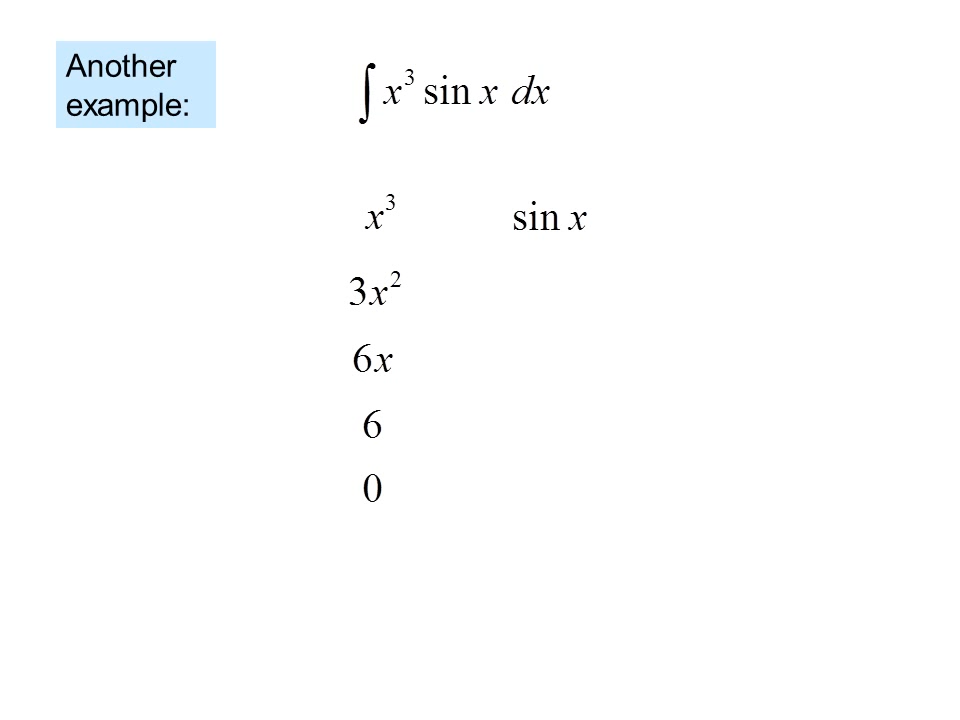 Another
example:
∫ x³ sin x dx
x³ sin x
3x²
6x
6
0